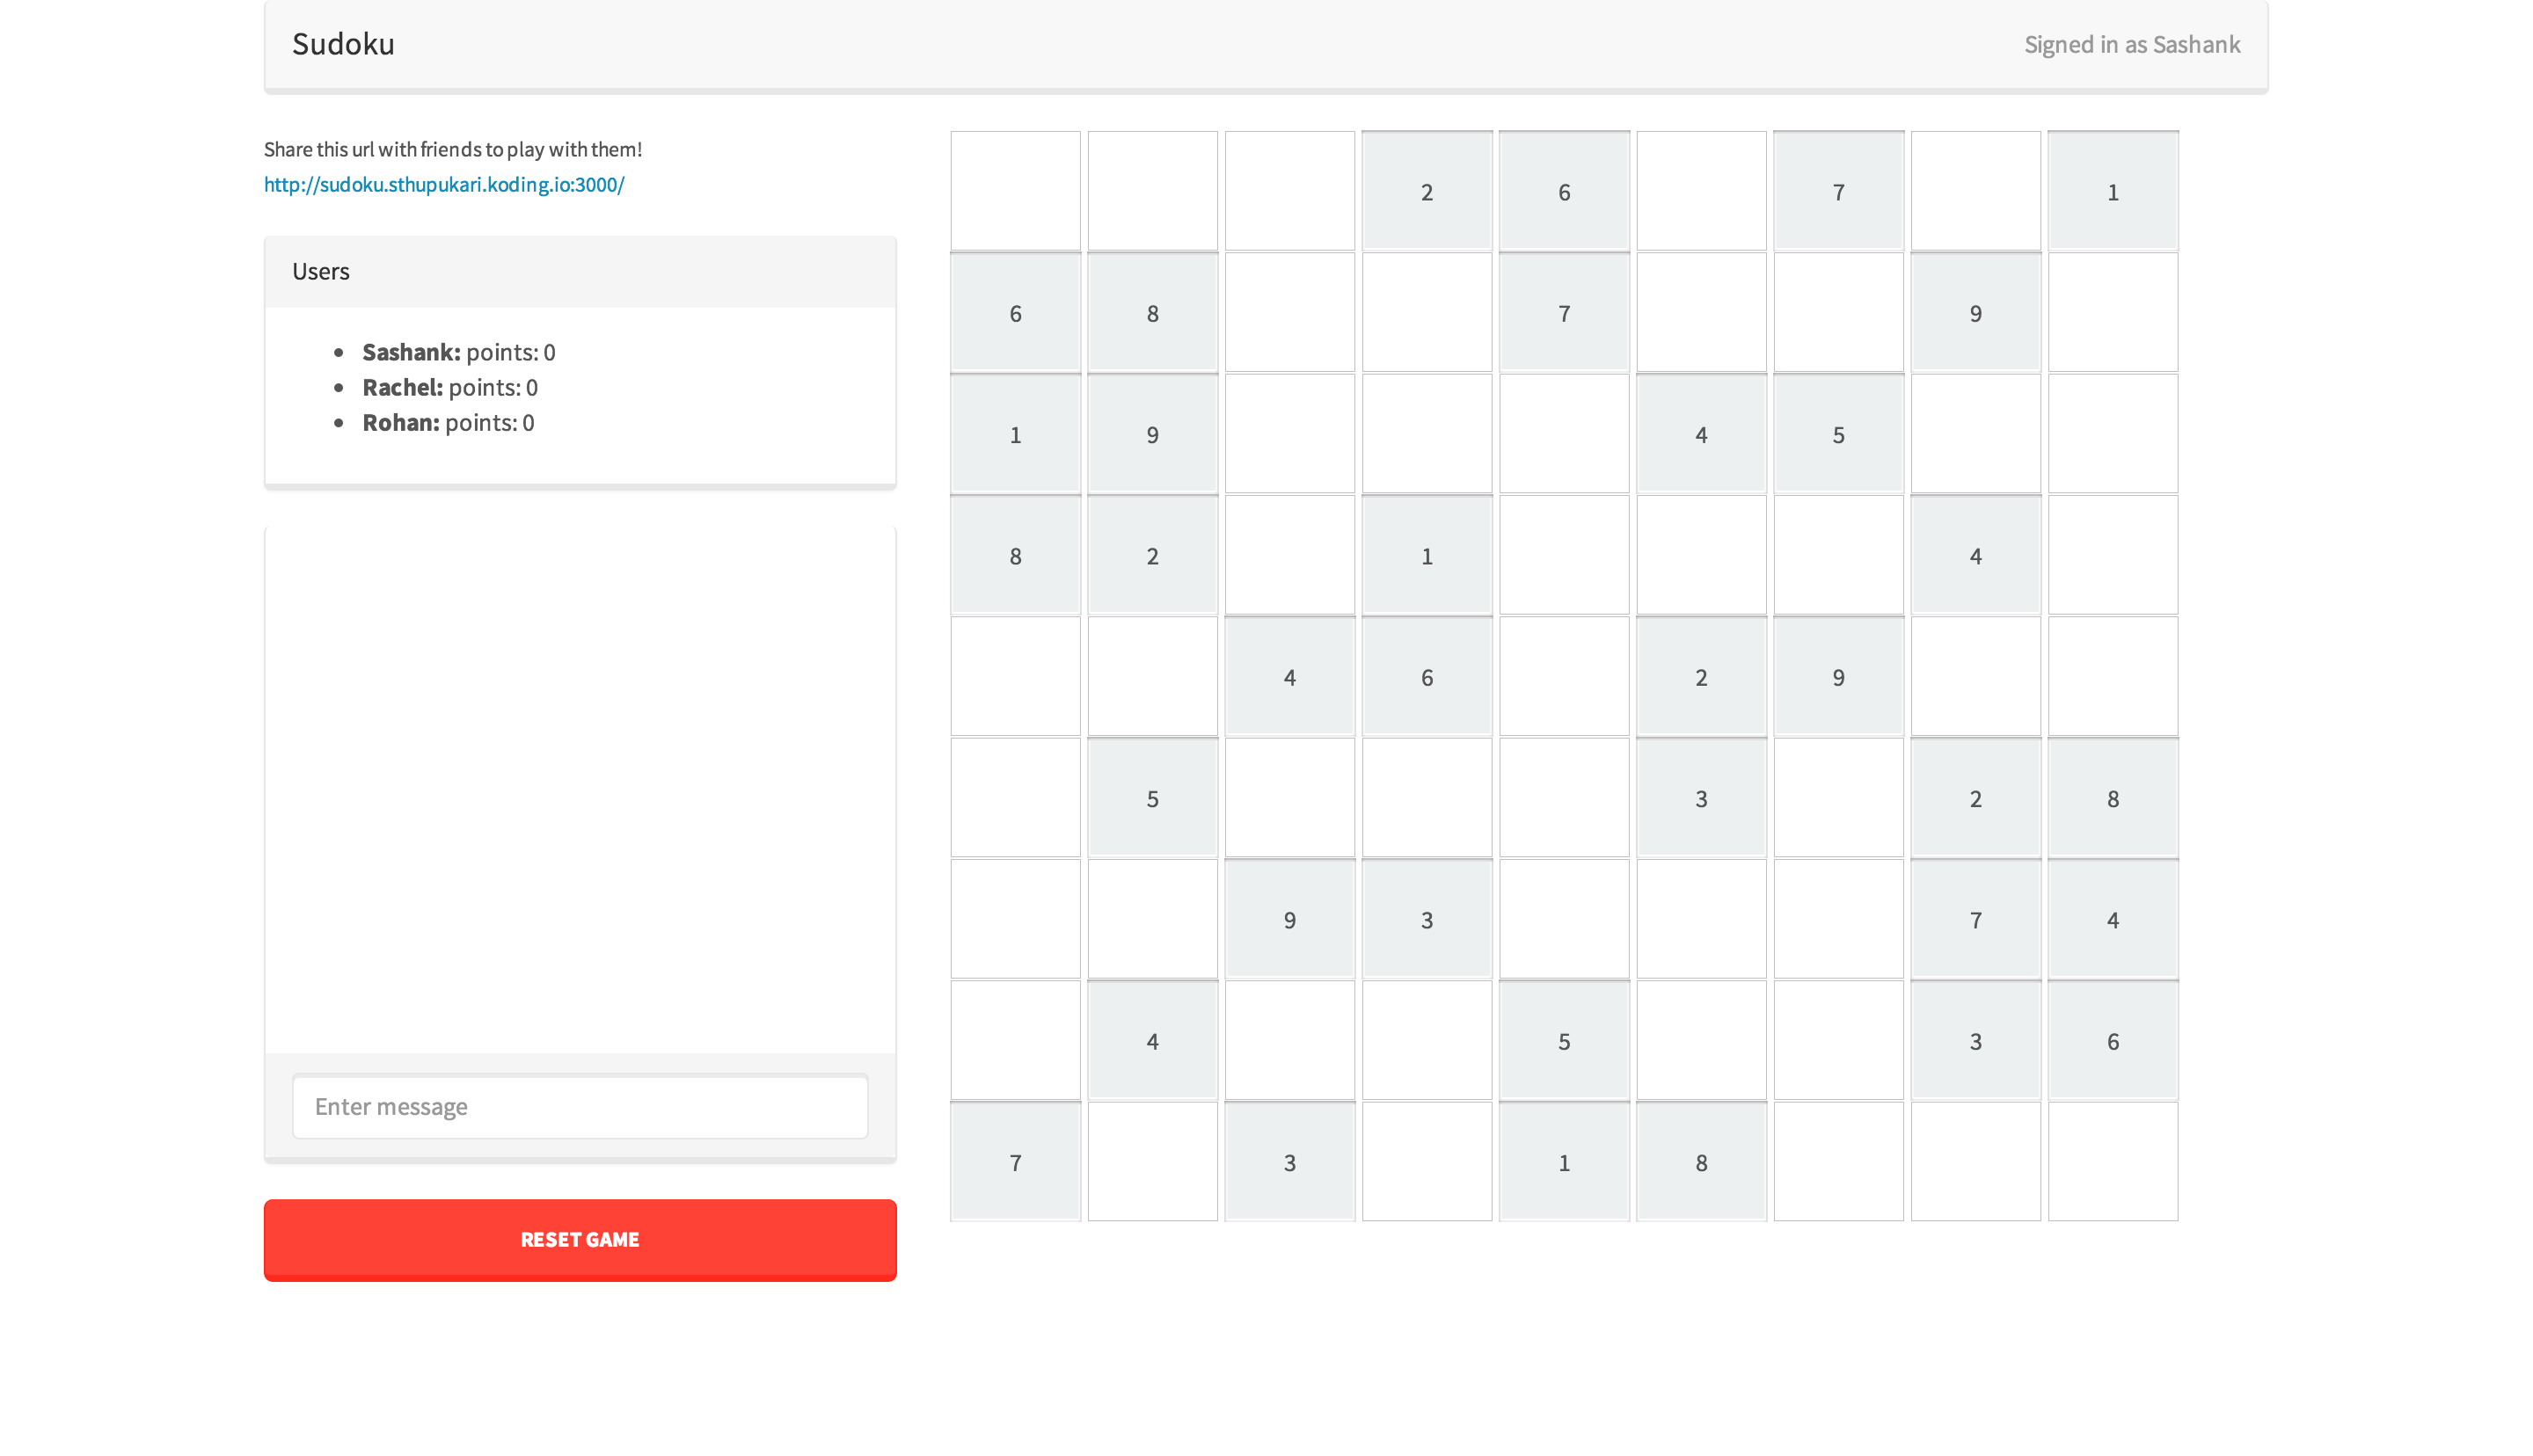 Sudoku
Signed in as Sashank
Share this url with friends to play with them!
http://sudoku.sthupukari.koding.io:3000/
Users
Sashank: points: 0
Rachel: points: 0
Rohan: points: 0
Enter message
RESET GAME
2 6 7 1
6 8 7 9
1 9 4 5
8 2 1 4
4 6 2 9
5 3 2 8
9 3 7 4
4 5 3 6
7 3 1 8